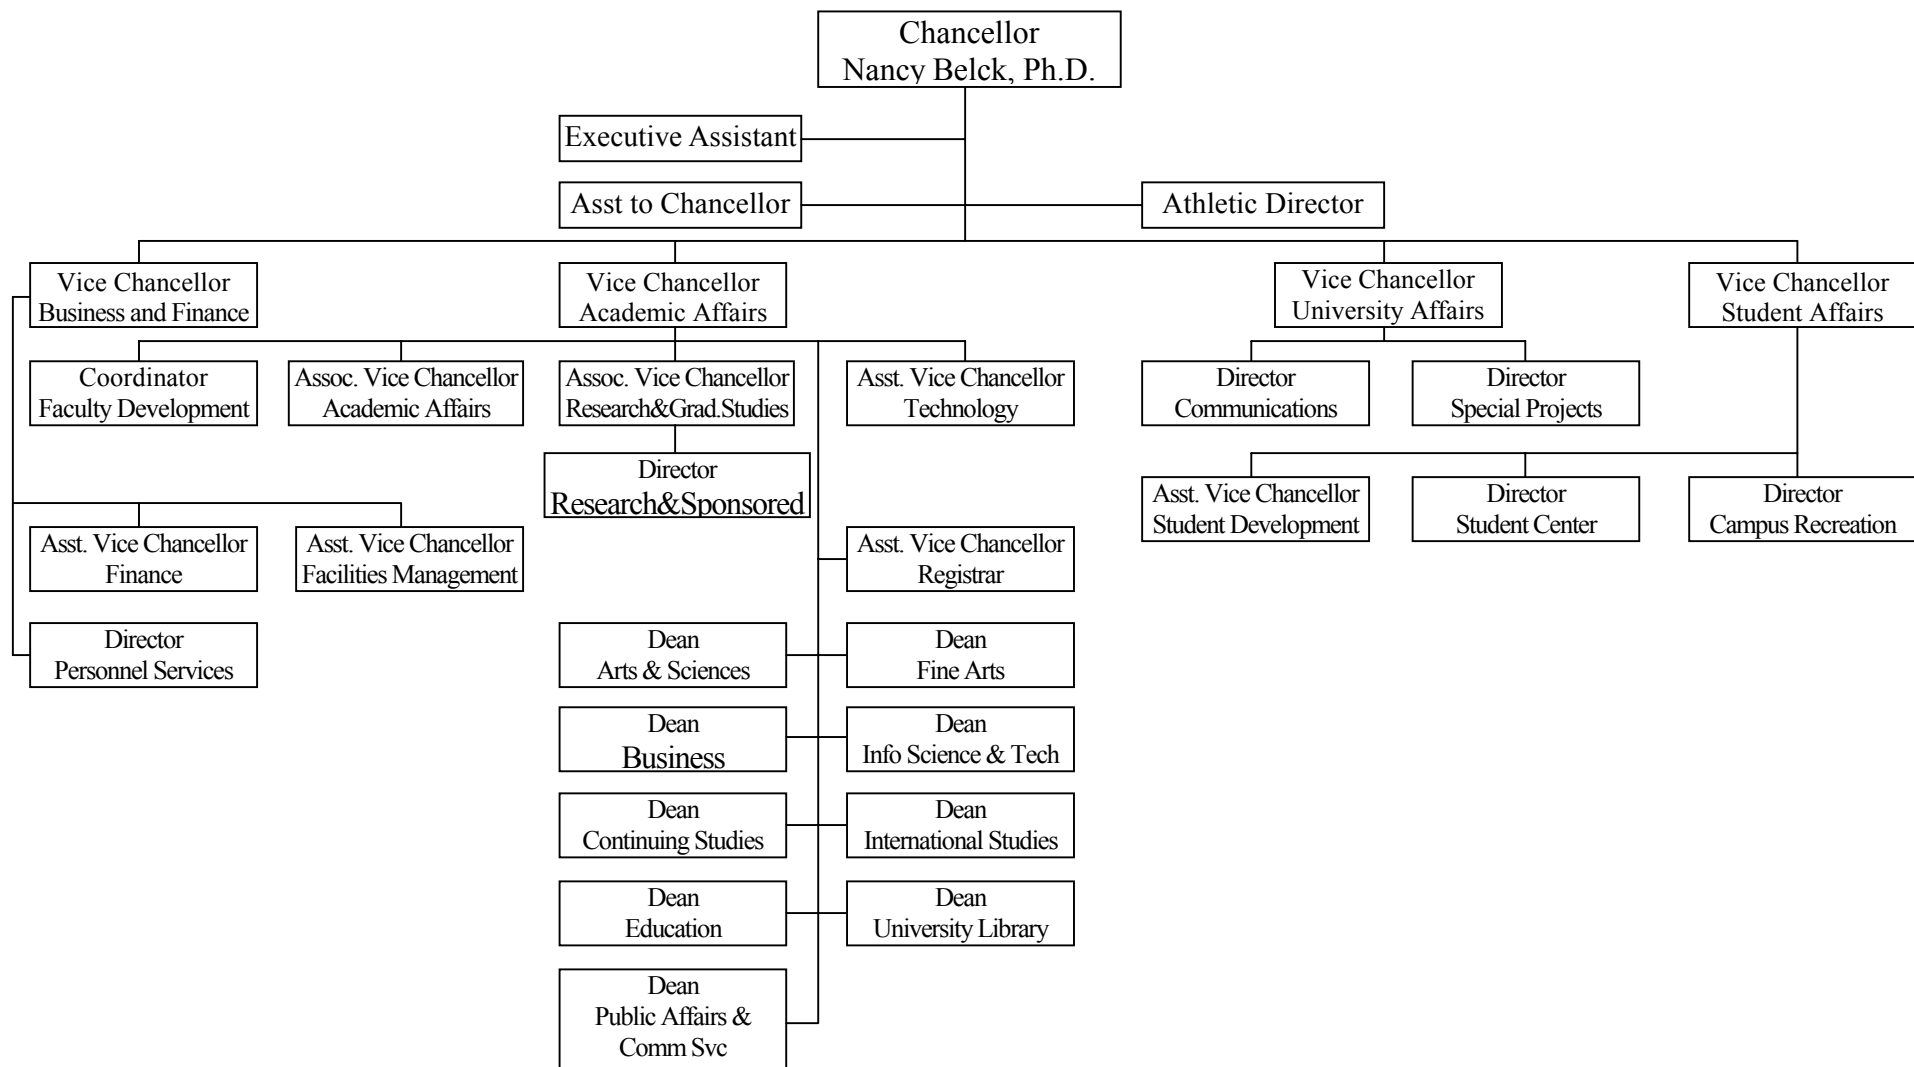 Chancellor
Nancy Belck, Ph.D.
Executive Assistant
Asst to Chancellor
Athletic Director
Vice Chancellor
Business and Finance
Vice Chancellor
Academic Affairs
Vice Chancellor
University Affairs
Vice Chancellor
Student Affairs
Coordinator
Faculty Development
Assoc. Vice Chancellor
Academic Affairs
Assoc. Vice Chancellor
Research&Grad.Studies
Asst. Vice Chancellor
Technology
Director
Communications
Director
Special Projects
Director
Research&Sponsored
Asst. Vice Chancellor
Student Development
Director
Student Center
Director
Campus Recreation
Asst. Vice Chancellor
Finance
Asst. Vice Chancellor
Facilities Management
Asst. Vice Chancellor
Registrar
Director
Personnel Services
Dean
Arts & Sciences
Dean
Fine Arts
Dean
Business
Dean
Info Science & Tech
Dean
Continuing Studies
Dean
International Studies
Dean
Education
Dean
University Library
Dean
Public Affairs &
Comm Svc